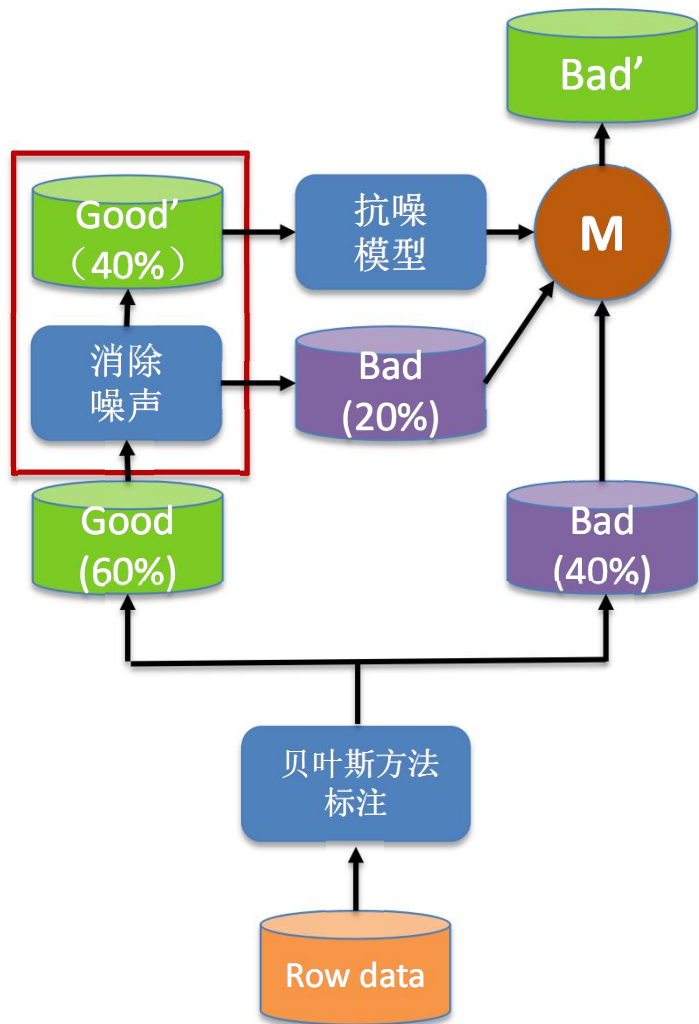 Bad’
Good’
（40%）
抗噪
模型
M
消除
噪声
Bad
(20%)
Good
(60%)
Bad
(40%)
贝叶斯方法
标注
Row data